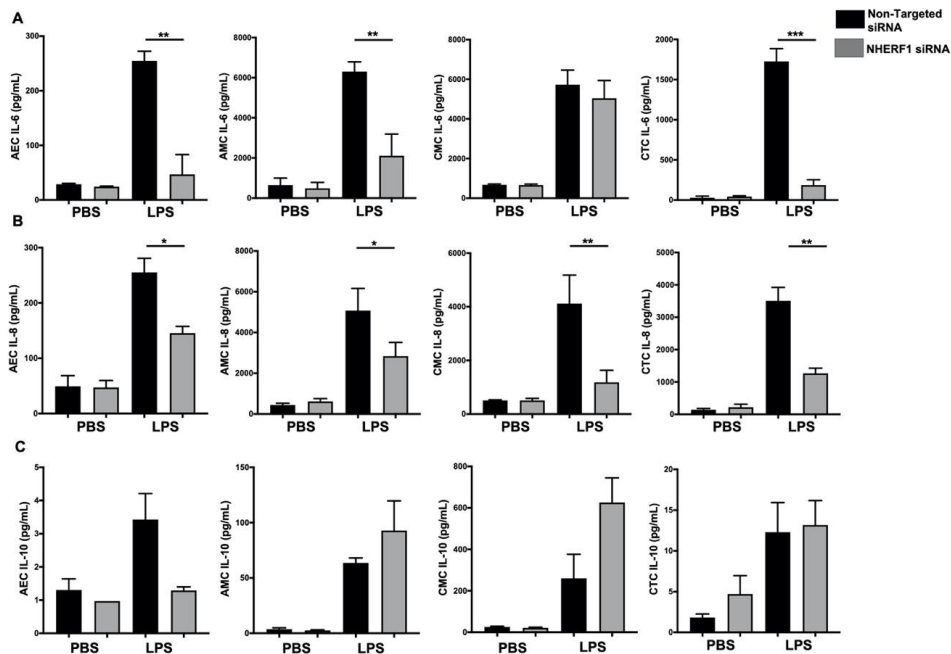 A
Non-Targeted
siRNA
NHERF1 siRNA
AEC IL-6 (pg/mL)
300
200
100
0
**
PBS LPS
AMC IL-6 (pg/mL)
6000
4000
2000
0
**
PBS LPS
CMC IL-6 (pg/mL)
8000
6000
4000
2000
0
PBS LPS
CTC IL-6 (pg/mL)
2000
1500
1000
500
0
***
PBS LPS
B
AEC IL-8 (pg/mL)
300
200
100
0
*
PBS LPS
AMC IL-8 (pg/mL)
8000
6000
4000
2000
0
*
PBS LPS
CMC IL-8 (pg/mL)
6000
4000
2000
0
**
PBS LPS
CTC IL-8 (pg/mL)
5000
4000
3000
2000
1000
0
**
PBS LPS
C
AEC IL-10 (pg/mL)
5
4
3
2
1
0
PBS LPS
AMC IL-10 (pg/mL)
150
100
50
0
PBS LPS
CMC IL-10 (pg/mL)
800
600
400
200
0
PBS LPS
CTC IL-10 (pg/mL)
20
15
10
5
0
PBS LPS